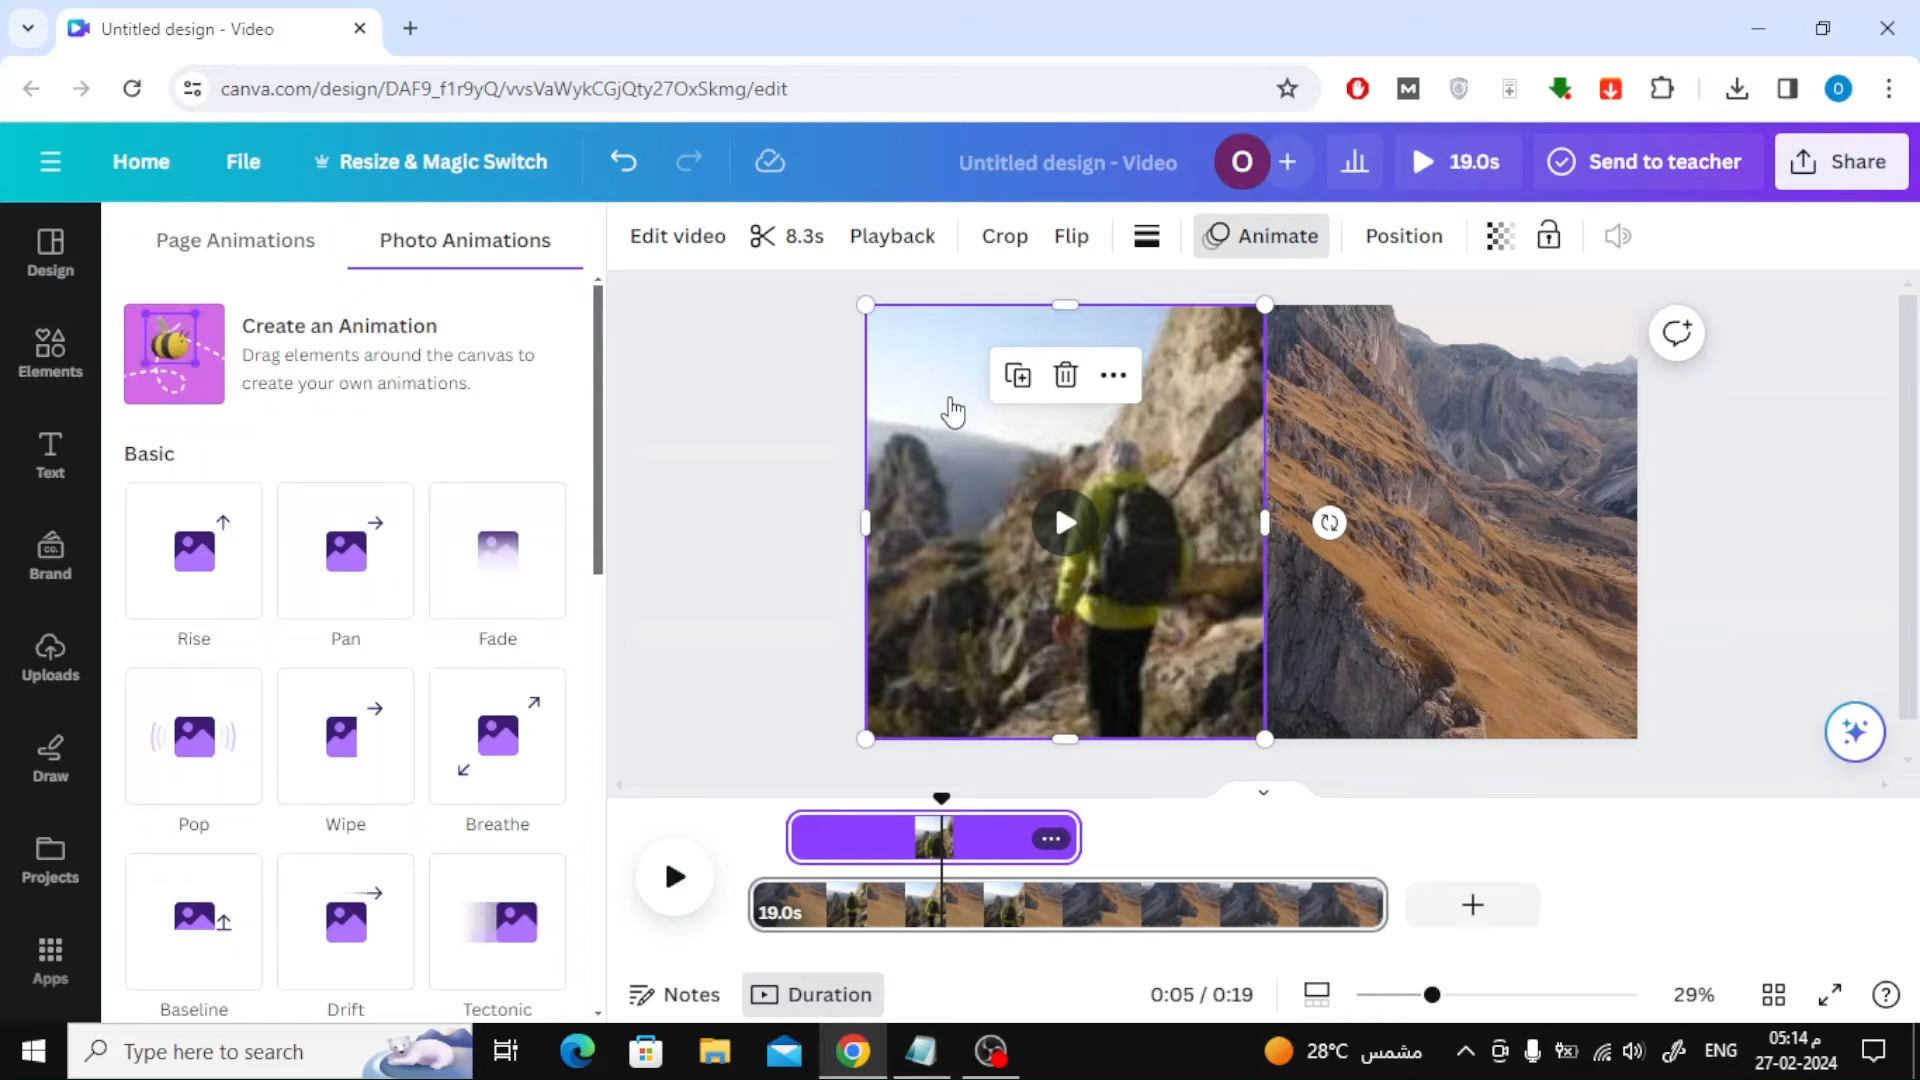 Untitled design - Video
canva.com/design/DAF9_f1r9yQ/vvsVaWykCGjQty27OxSkmg/edit
Home
File
Resize & Magic Switch
Untitled design - Video
O
19.0s
Send to teacher
Share
Design
Elements
Text
Brand
Uploads
Draw
Projects
Apps
Page Animations
Photo Animations
Create an Animation
Drag elements around the canvas to
create your own animations.
Basic
Rise
Pan
Fade
Pop
Wipe
Breathe
Baseline
Drift
Tectonic
Edit video
8.3s
Playback
Crop
Flip
Animate
Position
19.0s
Notes
Duration
0:05 / 0:19
29%
Type here to search
28°C
مشمس
ENG
05:14 م
27-02-2024